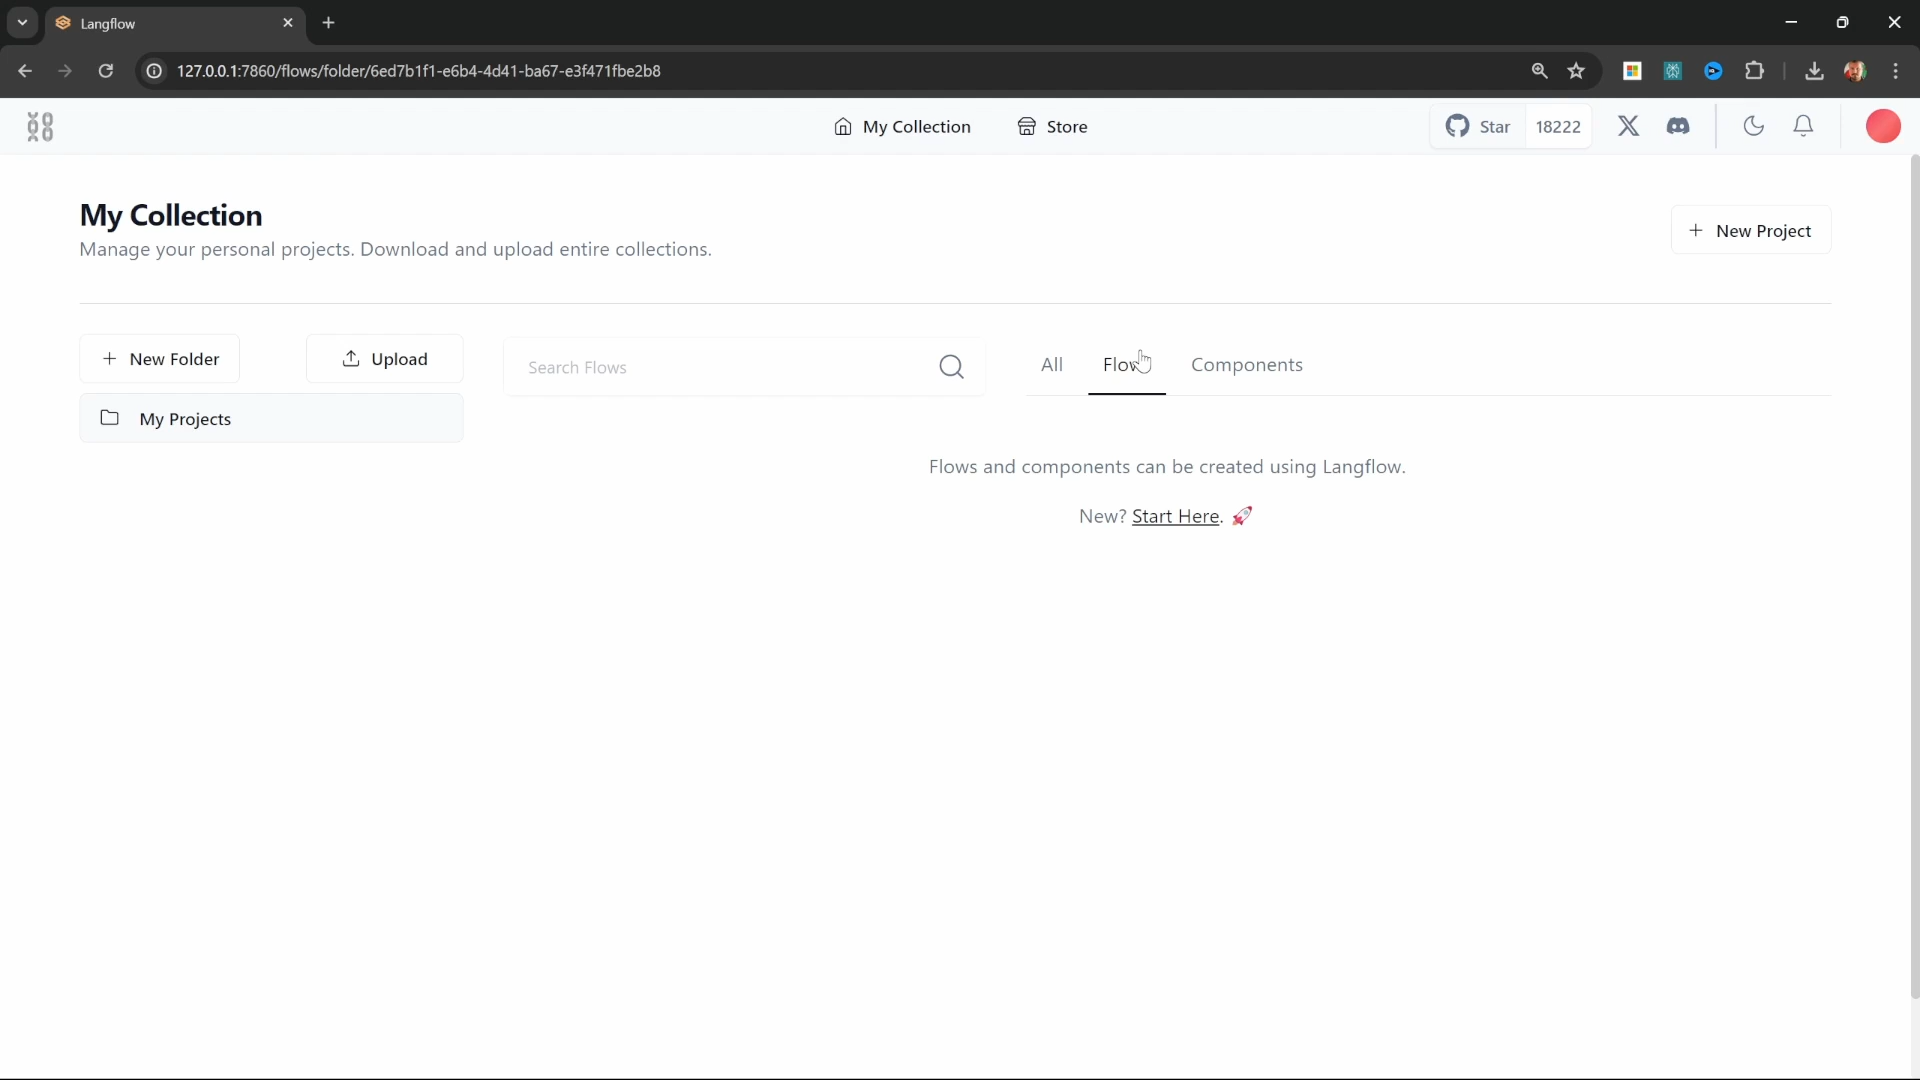 Langflow
127.0.0.1:7860/flows/folder/6ed7b1f1-e6b4-4d41-ba67-e3f471fbe2b8
My Collection
Store
Star
18222
My Collection
Manage your personal projects. Download and upload entire collections.
New Project
New Folder
Upload
Search Flows
All
Flows
Components
My Projects
Flows and components can be created using Langflow.
New? Start Here. 🚀